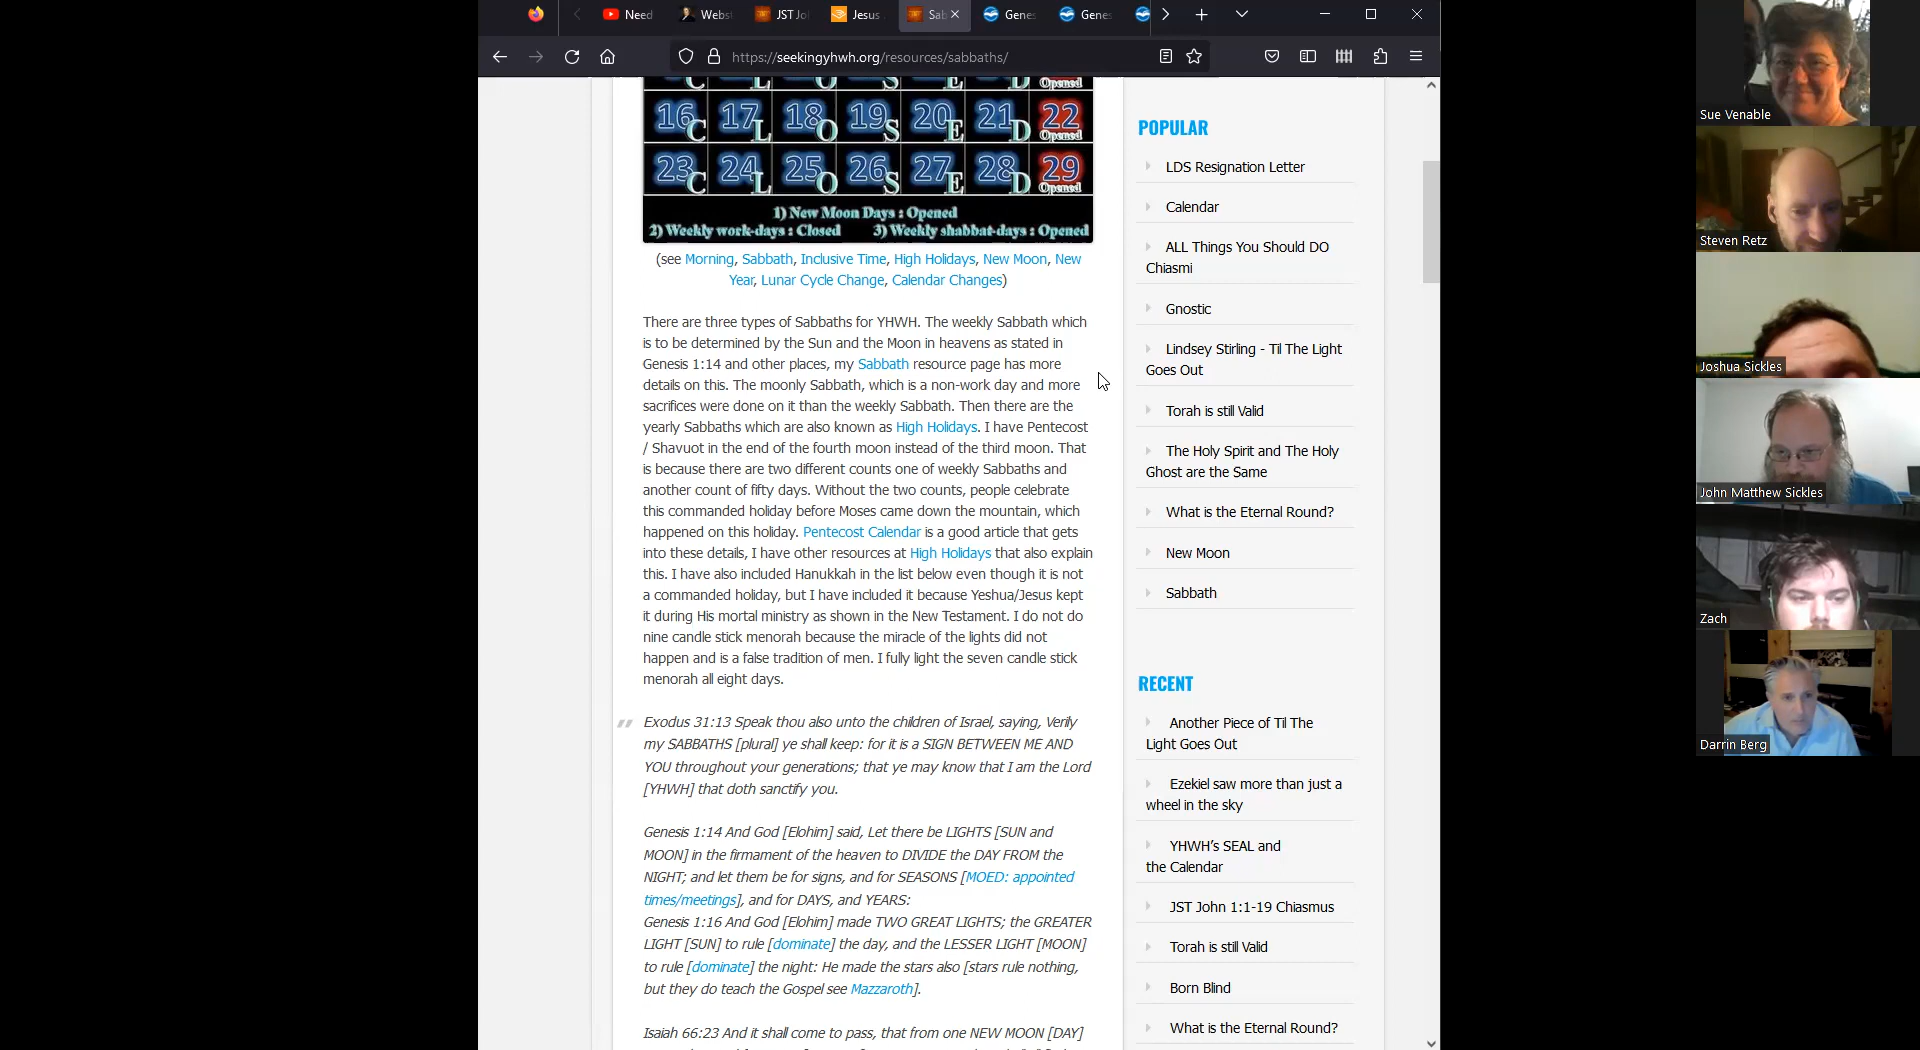 Need
Webst
JST Jo
Jesus
Sab
Genes
Genes
https://seekingyhwh.org/resources/sabbaths/
C L O S E D Opened
16 C 17 L 18 O 19 S 20 E 21 D 22 Opened
23 C 24 L 25 O 26 S 27 E 28 D 29 Opened
1) New Moon Days : Opened
2) Weekly work-days : Closed 3) Weekly shabbat-days : Opened
(see Morning, Sabbath, Inclusive Time, High Holidays, New Moon, New
Year, Lunar Cycle Change, Calendar Changes)
There are three types of Sabbaths for YHWH. The weekly Sabbath which
is to be determined by the Sun and the Moon in heavens as stated in
Genesis 1:14 and other places, my Sabbath resource page has more
details on this. The moonly Sabbath, which is a non-work day and more
sacrifices were done on it than the weekly Sabbath. Then there are the
yearly Sabbaths which are also known as High Holidays. I have Pentecost
/ Shavuot in the end of the fourth moon instead of the third moon. That
is because there are two different counts one of weekly Sabbaths and
another count of fifty days. Without the two counts, people celebrate
this commanded holiday before Moses came down the mountain, which
happened on this holiday. Pentecost Calendar is a good article that gets
into these details, I have other resources at High Holidays that also explain
this. I have also included Hanukkah in the list below even though it is not
a commanded holiday, but I have included it because Yeshua/Jesus kept
it during His mortal ministry as shown in the New Testament. I do not do
nine candle stick menorah because the miracle of the lights did not
happen and is a false tradition of men. I fully light the seven candle stick
menorah all eight days.
Exodus 31:13 Speak thou also unto the children of Israel, saying, Verily
my SABBATHS [plural] ye shall keep: for it is a SIGN BETWEEN ME AND
YOU throughout your generations; that ye may know that I am the Lord
[YHWH] that doth sanctify you.
Genesis 1:14 And God [Elohim] said, Let there be LIGHTS [SUN and
MOON] in the firmament of the heaven to DIVIDE the DAY FROM the
NIGHT; and let them be for signs, and for SEASONS [MOED: appointed
times/meetings], and for DAYS, and YEARS:
Genesis 1:16 And God [Elohim] made TWO GREAT LIGHTS; the GREATER
LIGHT [SUN] to rule [dominate] the day, and the LESSER LIGHT [MOON]
to rule [dominate] the night: He made the stars also [stars rule nothing,
but they do teach the Gospel see Mazzaroth].
Isaiah 66:23 And it shall come to pass, that from one NEW MOON [DAY]
POPULAR
LDS Resignation Letter
Calendar
ALL Things You Should DO
Chiasmi
Gnostic
Lindsey Stirling - Til The Light
Goes Out
Torah is still Valid
The Holy Spirit and The Holy
Ghost are the Same
What is the Eternal Round?
New Moon
Sabbath
RECENT
Another Piece of Til The
Light Goes Out
Ezekiel saw more than just a
wheel in the sky
YHWH's SEAL and
the Calendar
JST John 1:1-19 Chiasmus
Torah is still Valid
Born Blind
What is the Eternal Round?
Sue Venable
Steven Retz
Joshua Sickles
John Matthew Sickles
Zach
Darrin Berg